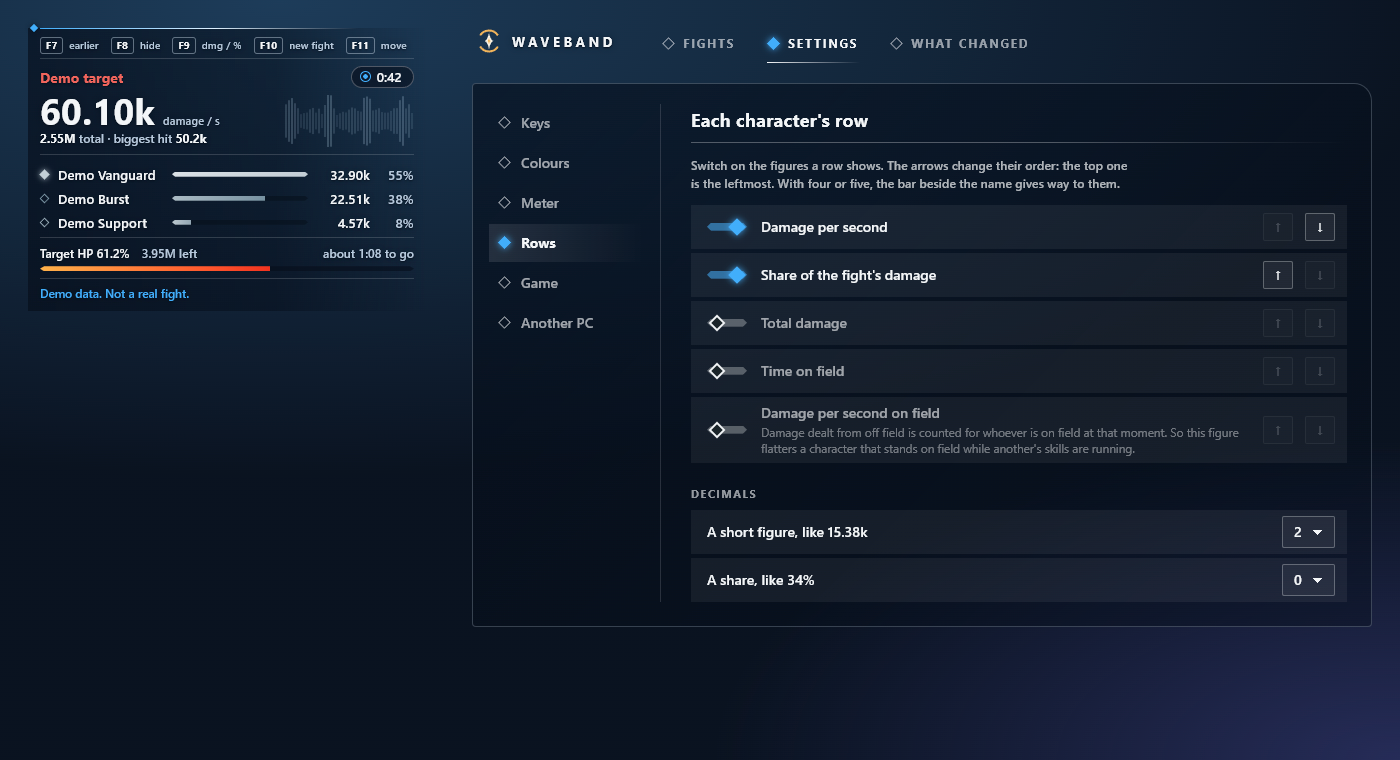 F7 earlier F8 hide F9 dmg / % F10 new fight F11 move
Demo target 0:42
60.10k damage / s
2.55M total · biggest hit 50.2k
Demo Vanguard 32.90k 55%
Demo Burst 22.51k 38%
Demo Support 4.57k 8%
Target HP 61.2% 3.95M left about 1:08 to go
Demo data. Not a real fight.
WAVEBAND FIGHTS SETTINGS WHAT CHANGED
Keys
Colours
Meter
Rows
Game
Another PC
Each character's row
Switch on the figures a row shows. The arrows change their order: the top one
is the leftmost. With four or five, the bar beside the name gives way to them.
Damage per second ↑ ↓
Share of the fight's damage ↑ ↓
Total damage ↑ ↓
Time on field ↑ ↓
Damage per second on field ↑ ↓
Damage dealt from off field is counted for whoever is on field at that moment. So this figure
flatters a character that stands on field while another's skills are running.
DECIMALS
A short figure, like 15.38k 2
A share, like 34% 0